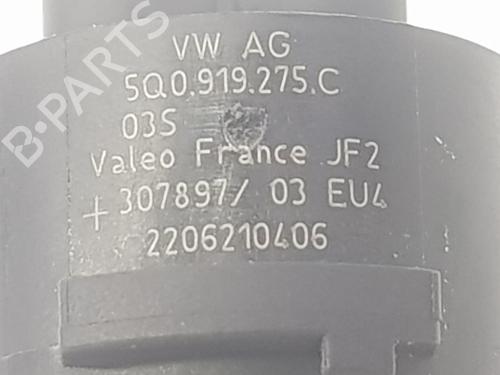 B-PARTS
VW AG
5Q0.919.275.C
03S
Valeo France JF2
+307897/ 03 EU4
2206210406